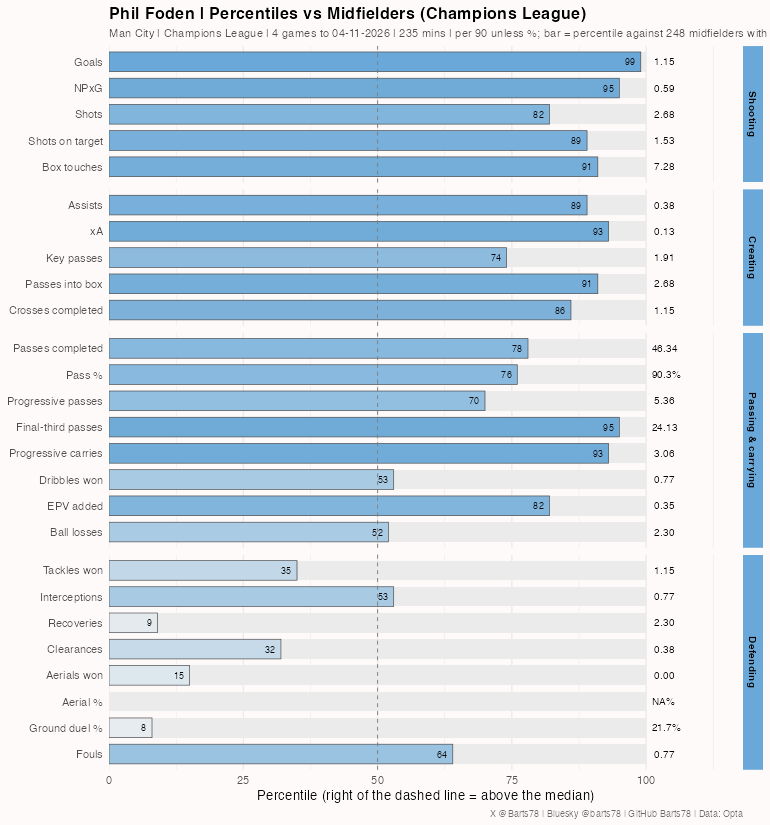 Phil Foden | Percentiles vs Midfielders (Champions League)
Man City | Champions League | 4 games to 04-11-2026 | 235 mins | per 90 unless %; bar = percentile against 248 midfielders with
Goals 99 1.15
NPxG 95 0.59
Shots 82 2.68
Shots on target 89 1.53
Box touches 91 7.28
Shooting
Assists 89 0.38
xA 93 0.13
Key passes 74 1.91
Passes into box 91 2.68
Crosses completed 86 1.15
Creating
Passes completed 78 46.34
Pass % 76 90.3%
Progressive passes 70 5.36
Final-third passes 95 24.13
Progressive carries 93 3.06
Dribbles won 53 0.77
EPV added 82 0.35
Ball losses 52 2.30
Passing & carrying
Tackles won 35 1.15
Interceptions 53 0.77
Recoveries 9 2.30
Clearances 32 0.38
Aerials won 15 0.00
Aerial % NA%
Ground duel % 8 21.7%
Fouls 64 0.77
Defending
0 25 50 75 100
Percentile (right of the dashed line = above the median)
X @Barts78 | Bluesky @barts78 | GitHub Barts78 | Data: Opta